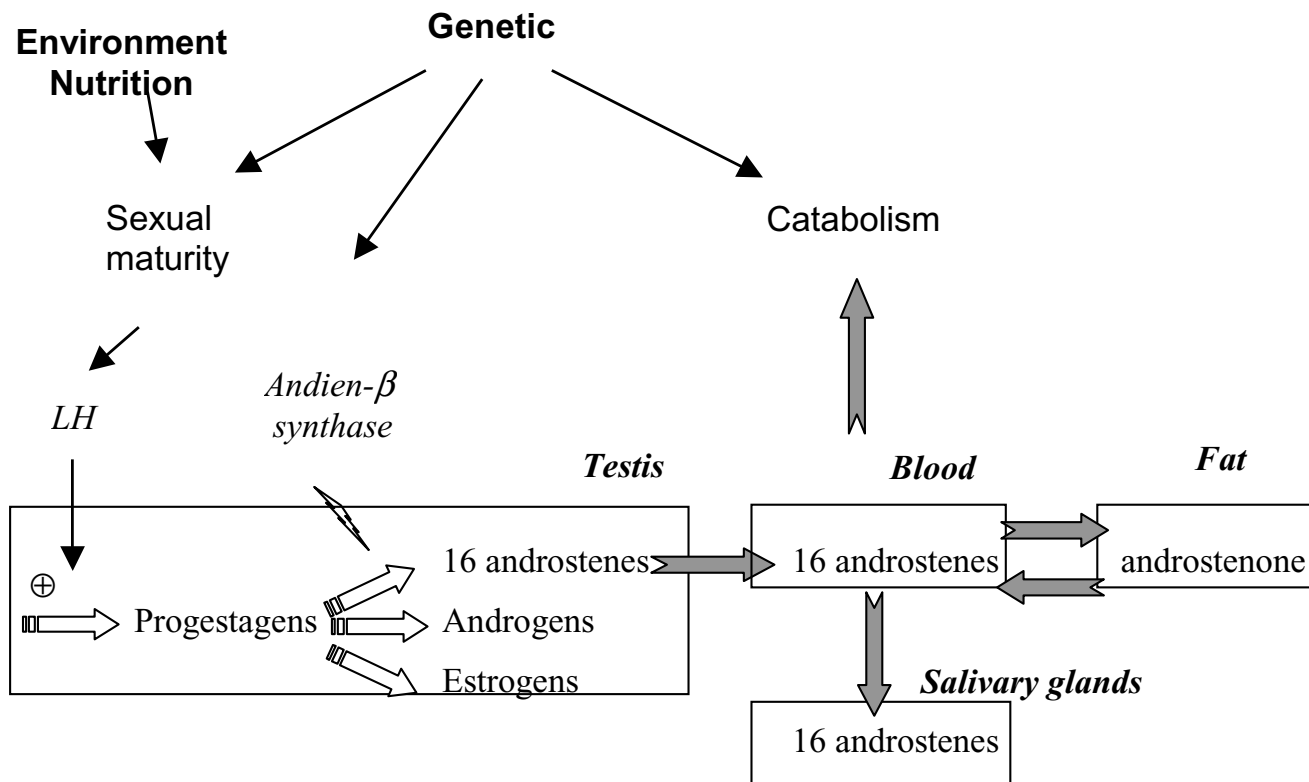 Environment
Nutrition
Genetic
Sexual
maturity
Catabolism
LH
Andien-β
synthase
Testis
Blood
Fat
⊕
16 androstenes
16 androstenes
androstenone
Progestagens
Androgens
Estrogens
Salivary glands
16 androstenes